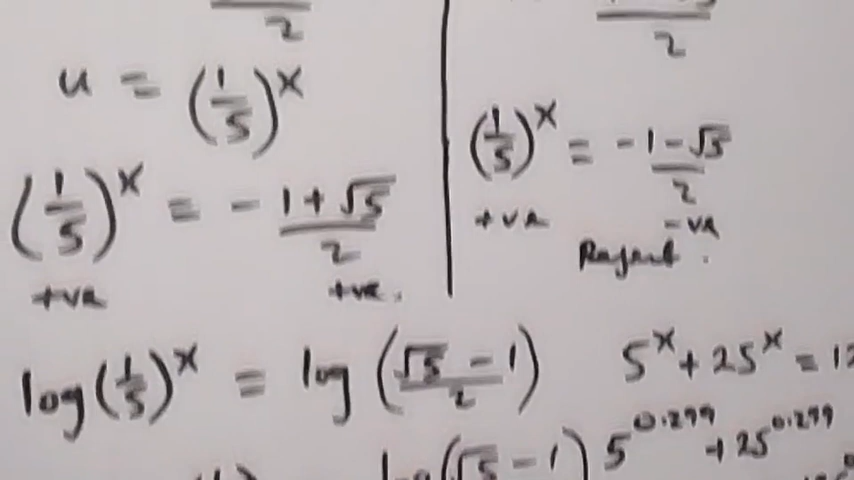 2
u = (1/5)^x
(1/5)^x = - 1 + √5 / 2
+ve +ve.
2
(1/5)^x = - 1 - √5 / 2
+ve -ve
Reject.
log (1/5)^x = log (√5 - 1 / 2)
5^x + 25^x = 12
log (√5 - 1)
5^0.299 + 25^0.299